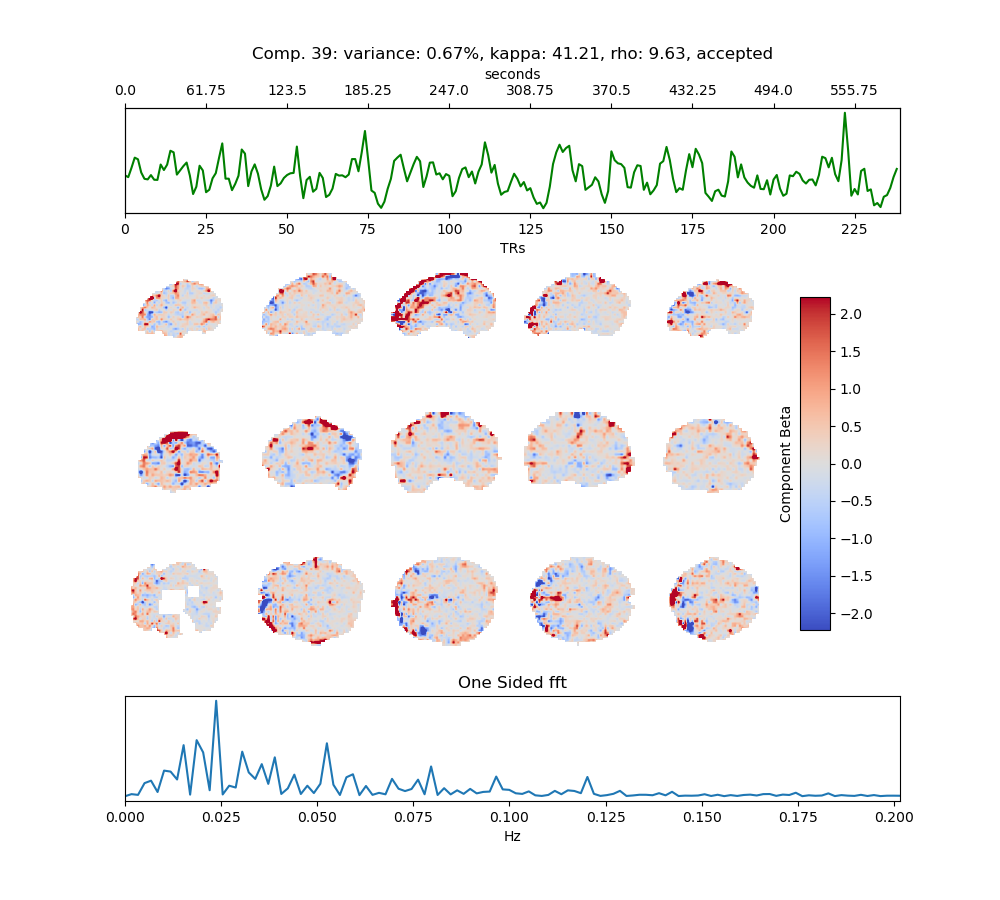 Comp. 39: variance: 0.67%, kappa: 41.21, rho: 9.63, accepted
seconds
0.0 61.75 123.5 185.25 247.0 308.75 370.5 432.25 494.0 555.75
0 25 50 75 100 125 150 175 200 225
TRs
2.0
1.5
1.0
0.5
0.0
−0.5
−1.0
−1.5
−2.0
Component Beta
One Sided fft
0.000 0.025 0.050 0.075 0.100 0.125 0.150 0.175 0.200
Hz